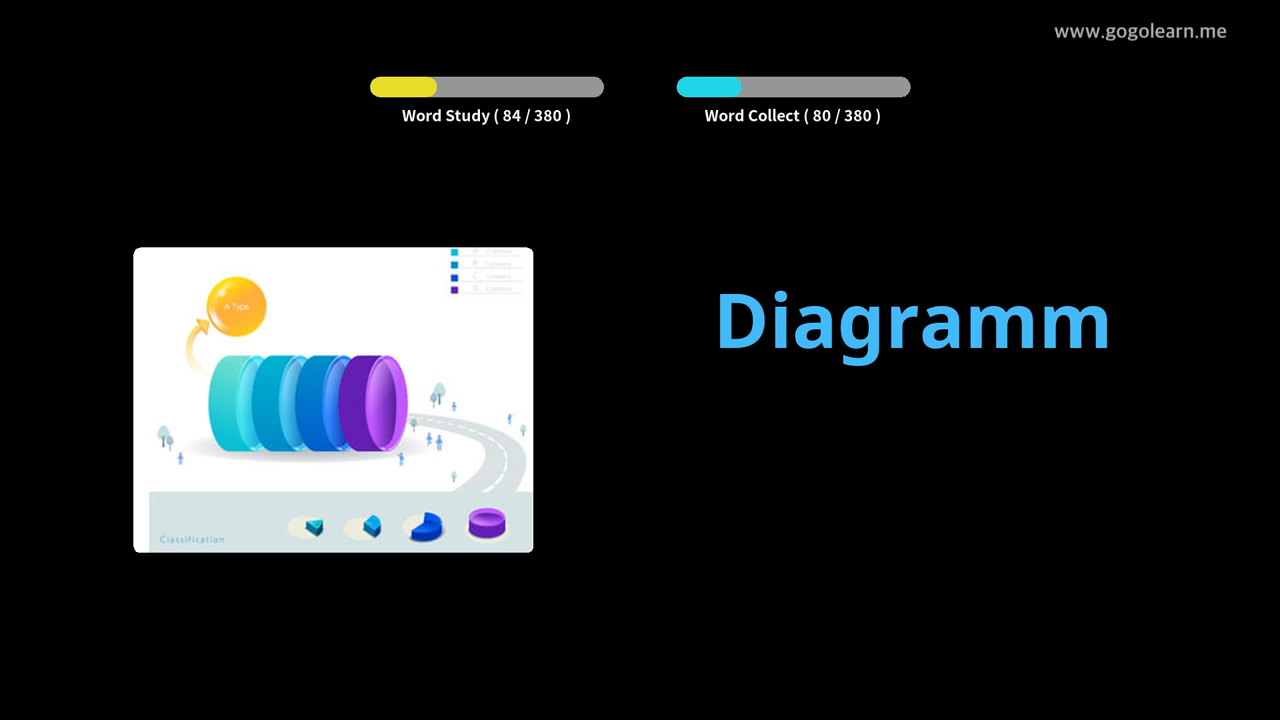 www.gogolearn.me
Word Study ( 84 / 380 )
Word Collect ( 80 / 380 )
A Type
Diagramm
B
C
D
Classification